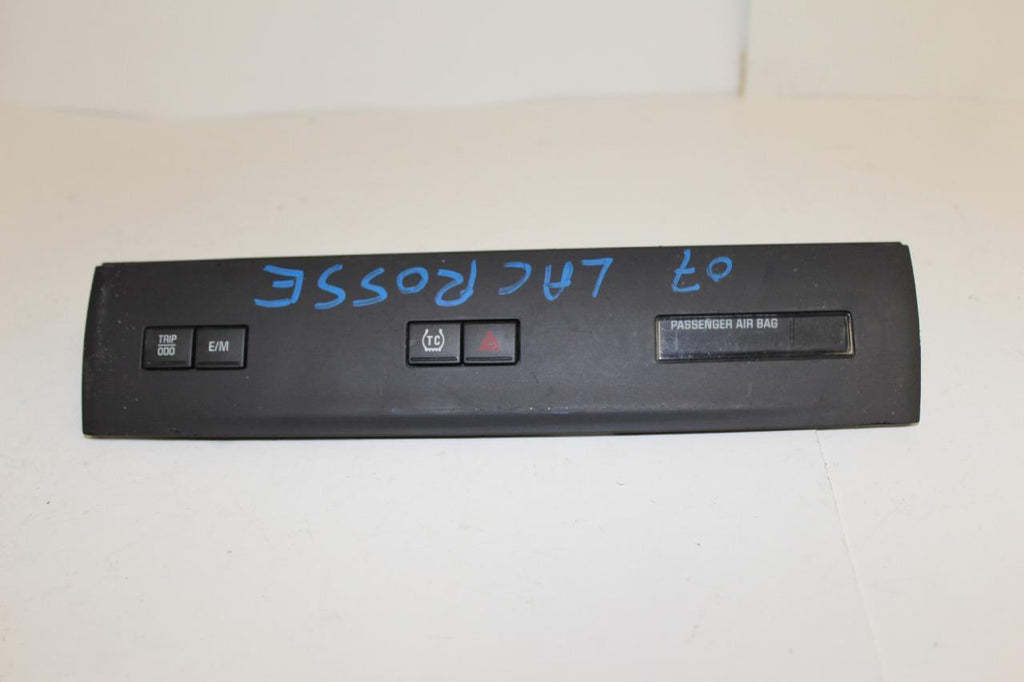 07 LACROSSE
TRIP
ODO
E/M
TC
PASSENGER AIR BAG